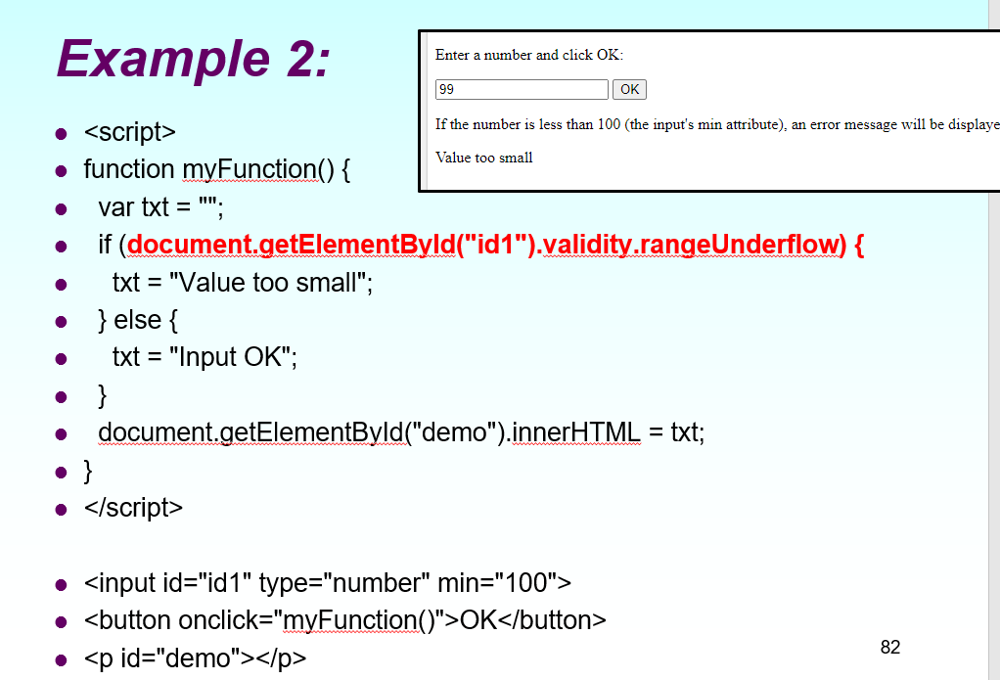 Example 2:
Enter a number and click OK:
99 OK
If the number is less than 100 (the input's min attribute), an error message will be displaye
Value too small
<script>
function myFunction() {
var txt = "";
if (document.getElementById("id1").validity.rangeUnderflow) {
txt = "Value too small";
} else {
txt = "Input OK";
}
document.getElementById("demo").innerHTML = txt;
}
</script>
<input id="id1" type="number" min="100">
<button onclick="myFunction()">OK</button>
<p id="demo"></p>
82